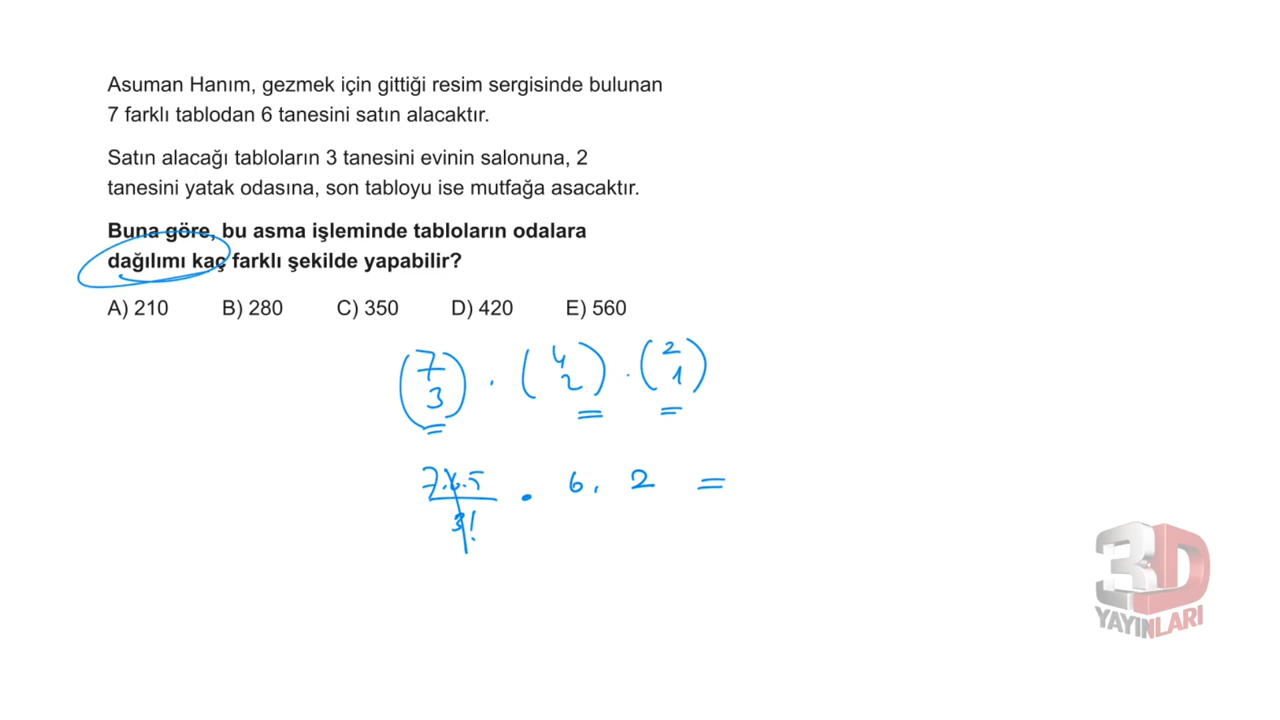 Asuman Hanım, gezmek için gittiği resim sergisinde bulunan
7 farklı tablodan 6 tanesini satın alacaktır.
Satın alacağı tabloların 3 tanesini evinin salonuna, 2
tanesini yatak odasına, son tabloyu ise mutfağa asacaktır.
Buna göre, bu asma işleminde tabloların odalara
dağılımı kaç farklı şekilde yapabilir?
A) 210 B) 280 C) 350 D) 420 E) 560
(7 3) . (4 2) . (2 1)
7.6.5 / 3! . 6 . 2 =
3D
YAYINLARI